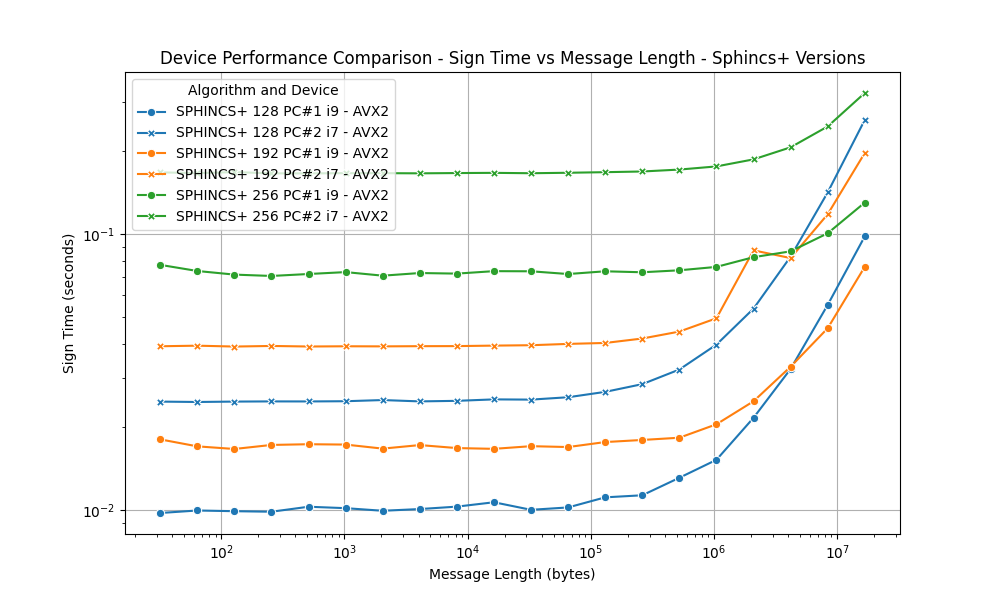 Device Performance Comparison - Sign Time vs Message Length - Sphincs+ Versions
Algorithm and Device
SPHINCS+ 128 PC#1 i9 - AVX2
SPHINCS+ 128 PC#2 i7 - AVX2
SPHINCS+ 192 PC#1 i9 - AVX2
SPHINCS+ 192 PC#2 i7 - AVX2
SPHINCS+ 256 PC#1 i9 - AVX2
SPHINCS+ 256 PC#2 i7 - AVX2
Sign Time (seconds)
10⁻¹
10⁻²
10² 10³ 10⁴ 10⁵ 10⁶ 10⁷
Message Length (bytes)